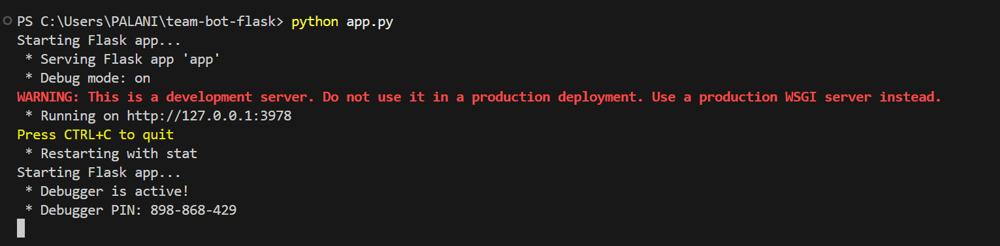 PS C:\Users\PALANI\team-bot-flask> python app.py
Starting Flask app...
 * Serving Flask app 'app'
 * Debug mode: on
WARNING: This is a development server. Do not use it in a production deployment. Use a production WSGI server instead.
 * Running on http://127.0.0.1:3978
Press CTRL+C to quit
 * Restarting with stat
Starting Flask app...
 * Debugger is active!
 * Debugger PIN: 898-868-429